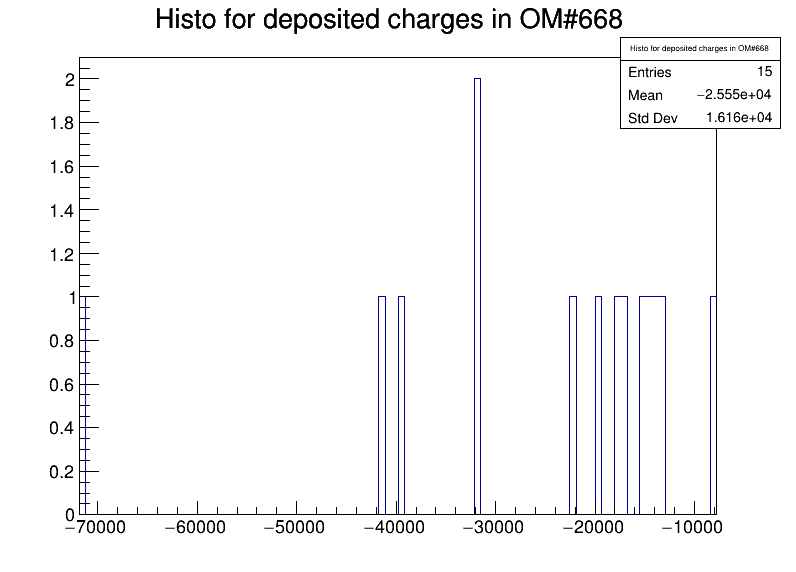 Histo for deposited charges in OM#668
Histo for deposited charges in OM#668
Entries 15
Mean −2.555e+04
Std Dev 1.616e+04
2
1.8
1.6
1.4
1.2
1
0.8
0.6
0.4
0.2
0
−70000 −60000 −50000 −40000 −30000 −20000 −10000